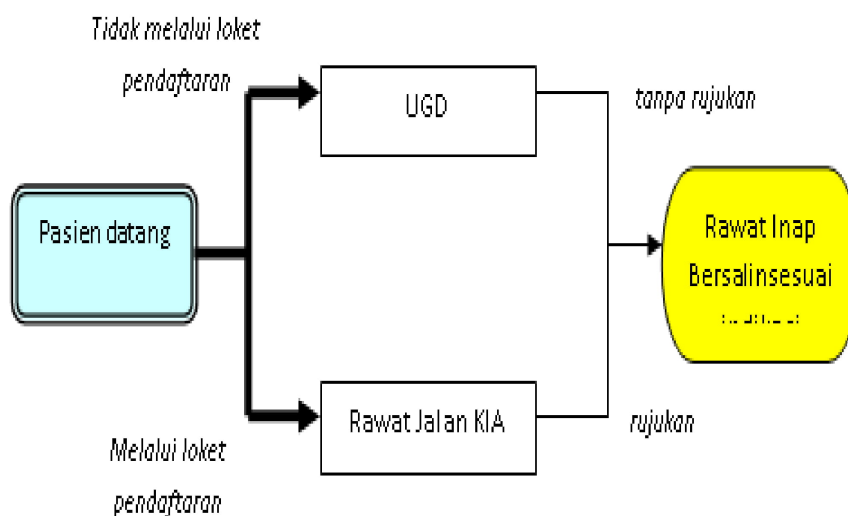 Tidak melalui loket
pendaftaran
UGD
tanpa rujukan
Pasien datang
Rawat Inap
Bersalinsesuai
Rawat Jalan KIA
rujukan
Melalui loket
pendaftaran